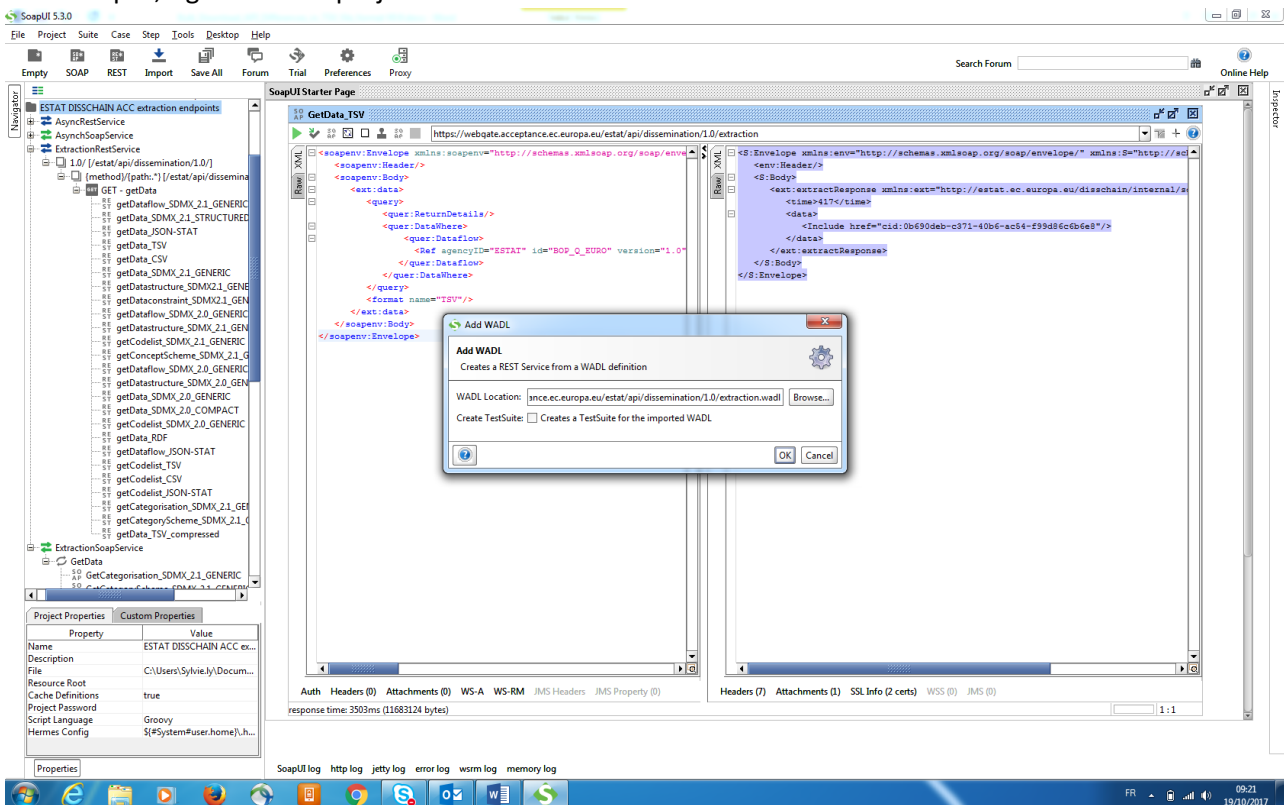 SoapUI 5.3.0
File Project Suite Case Step Tools Desktop Help
Empty SOAP REST Import Save All Forum Trial Preferences Proxy
Search Forum
Online Help
Navigator
ESTAT DISSCHAIN ACC extraction endpoints
AsyncRestService
AsynchSoapService
ExtractionRestService
1.0/ [/estat/api/dissemination/1.0/]
{method}/{path:.*} [/estat/api/dissemina
GET - getData
getDataflow_SDMX_2.1_GENERIC
getData_SDMX_2.1_STRUCTURED
getData_JSON-STAT
getData_TSV
getData_CSV
getData_SDMX_2.1_GENERIC
getDatastructure_SDMX2.1_GENE
getDataconstraint_SDMX2.1_GEN
getDataflow_SDMX_2.0_GENERIC
getDatastructure_SDMX_2.1_GEN
getCodelist_SDMX_2.1_GENERIC
getConceptScheme_SDMX_2.1_G
getDataflow_SDMX_2.0_GENERIC
getDatastructure_SDMX_2.0_GEN
getData_SDMX_2.0_GENERIC
getData_SDMX_2.0_COMPACT
getCodelist_SDMX_2.0_GENERIC
getData_RDF
getDataflow_JSON-STAT
getCodelist_TSV
getCodelist_CSV
getCodelist_JSON-STAT
getCategorisation_SDMX_2.1_GEN
getCategoryScheme_SDMX_2.1_G
getData_TSV_compressed
ExtractionSoapService
GetData
GetCategorisation_SDMX_2.1_GENERIC
Project Properties Custom Properties
Property Value
Name ESTAT DISSCHAIN ACC ex...
Description
File C:\Users\Sylvie.ly\Docum...
Resource Root
Cache Definitions true
Project Password
Script Language Groovy
Hermes Config ${#System#user.home}\.h...
Properties
SoapUI Starter Page
Inspector
GetData_TSV
https://webgate.acceptance.ec.europa.eu/estat/api/dissemination/1.0/extraction
XML
Raw
<soapenv:Envelope xmlns:soapenv="http://schemas.xmlsoap.org/soap/enve
<soapenv:Header/>
<soapenv:Body>
<ext:data>
<query>
<quer:ReturnDetails/>
<quer:DataWhere>
<quer:Dataflow>
<Ref agencyID="ESTAT" id="BOP_Q_EURO" version="1.0"
</quer:Dataflow>
</quer:DataWhere>
</query>
<format name="TSV"/>
</ext:data>
</soapenv:Body>
</soapenv:Envelope>
XML
Raw
<S:Envelope xmlns:env="http://schemas.xmlsoap.org/soap/envelope/" xmlns:S="http://sc
<env:Header/>
<S:Body>
<ext:extractResponse xmlns:ext="http://estat.ec.europa.eu/disschain/internal/s
<time>417</time>
<data>
<Include href="cid:0b690deb-c371-40b6-ac54-f99d86c6b6e8"/>
</data>
</ext:extractResponse>
</S:Body>
</S:Envelope>
Add WADL
Add WADL
Creates a REST Service from a WADL definition
WADL Location: ance.ec.europa.eu/estat/api/dissemination/1.0/extraction.wadl Browse...
Create TestSuite: Creates a TestSuite for the imported WADL
OK Cancel
Auth Headers (0) Attachments (0) WS-A WS-RM JMS Headers JMS Property (0)
Headers (7) Attachments (1) SSL Info (2 certs) WSS (0) JMS (0)
response time: 3503ms (11683124 bytes)
1 : 1
SoapUI log http log jetty log error log wsrm log memory log
FR
09:21
19/10/2017